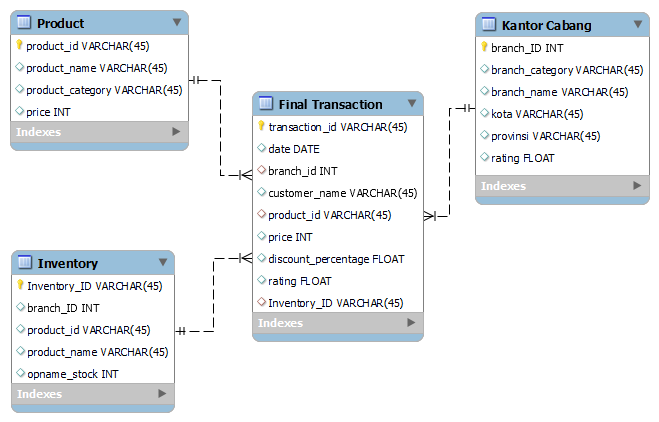 Product
product_id VARCHAR(45)
product_name VARCHAR(45)
product_category VARCHAR(45)
price INT
Indexes
Kantor Cabang
branch_ID INT
branch_category VARCHAR(45)
branch_name VARCHAR(45)
kota VARCHAR(45)
provinsi VARCHAR(45)
rating FLOAT
Indexes
Final Transaction
transaction_id VARCHAR(45)
date DATE
branch_id INT
customer_name VARCHAR(45)
product_id VARCHAR(45)
price INT
discount_percentage FLOAT
rating FLOAT
Inventory_ID VARCHAR(45)
Indexes
Inventory
Inventory_ID VARCHAR(45)
branch_ID INT
product_id VARCHAR(45)
product_name VARCHAR(45)
opname_stock INT
Indexes